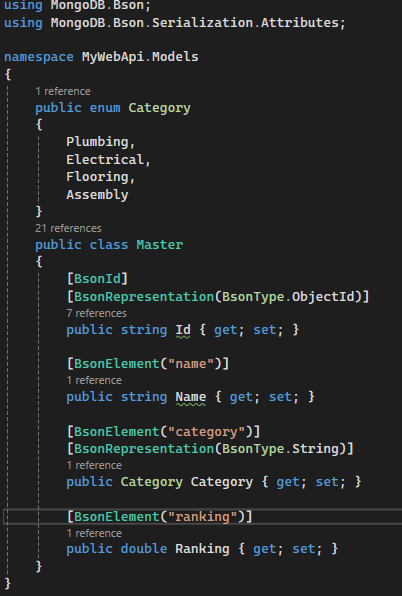 using MongoDB.Bson;
using MongoDB.Bson.Serialization.Attributes;
namespace MyWebApi.Models
{
1 reference
public enum Category
{
Plumbing,
Electrical,
Flooring,
Assembly
}
21 references
public class Master
{
[BsonId]
[BsonRepresentation(BsonType.ObjectId)]
7 references
public string Id { get; set; }
[BsonElement("name")]
1 reference
public string Name { get; set; }
[BsonElement("category")]
[BsonRepresentation(BsonType.String)]
1 reference
public Category Category { get; set; }
[BsonElement("ranking")]
1 reference
public double Ranking { get; set; }
}
}